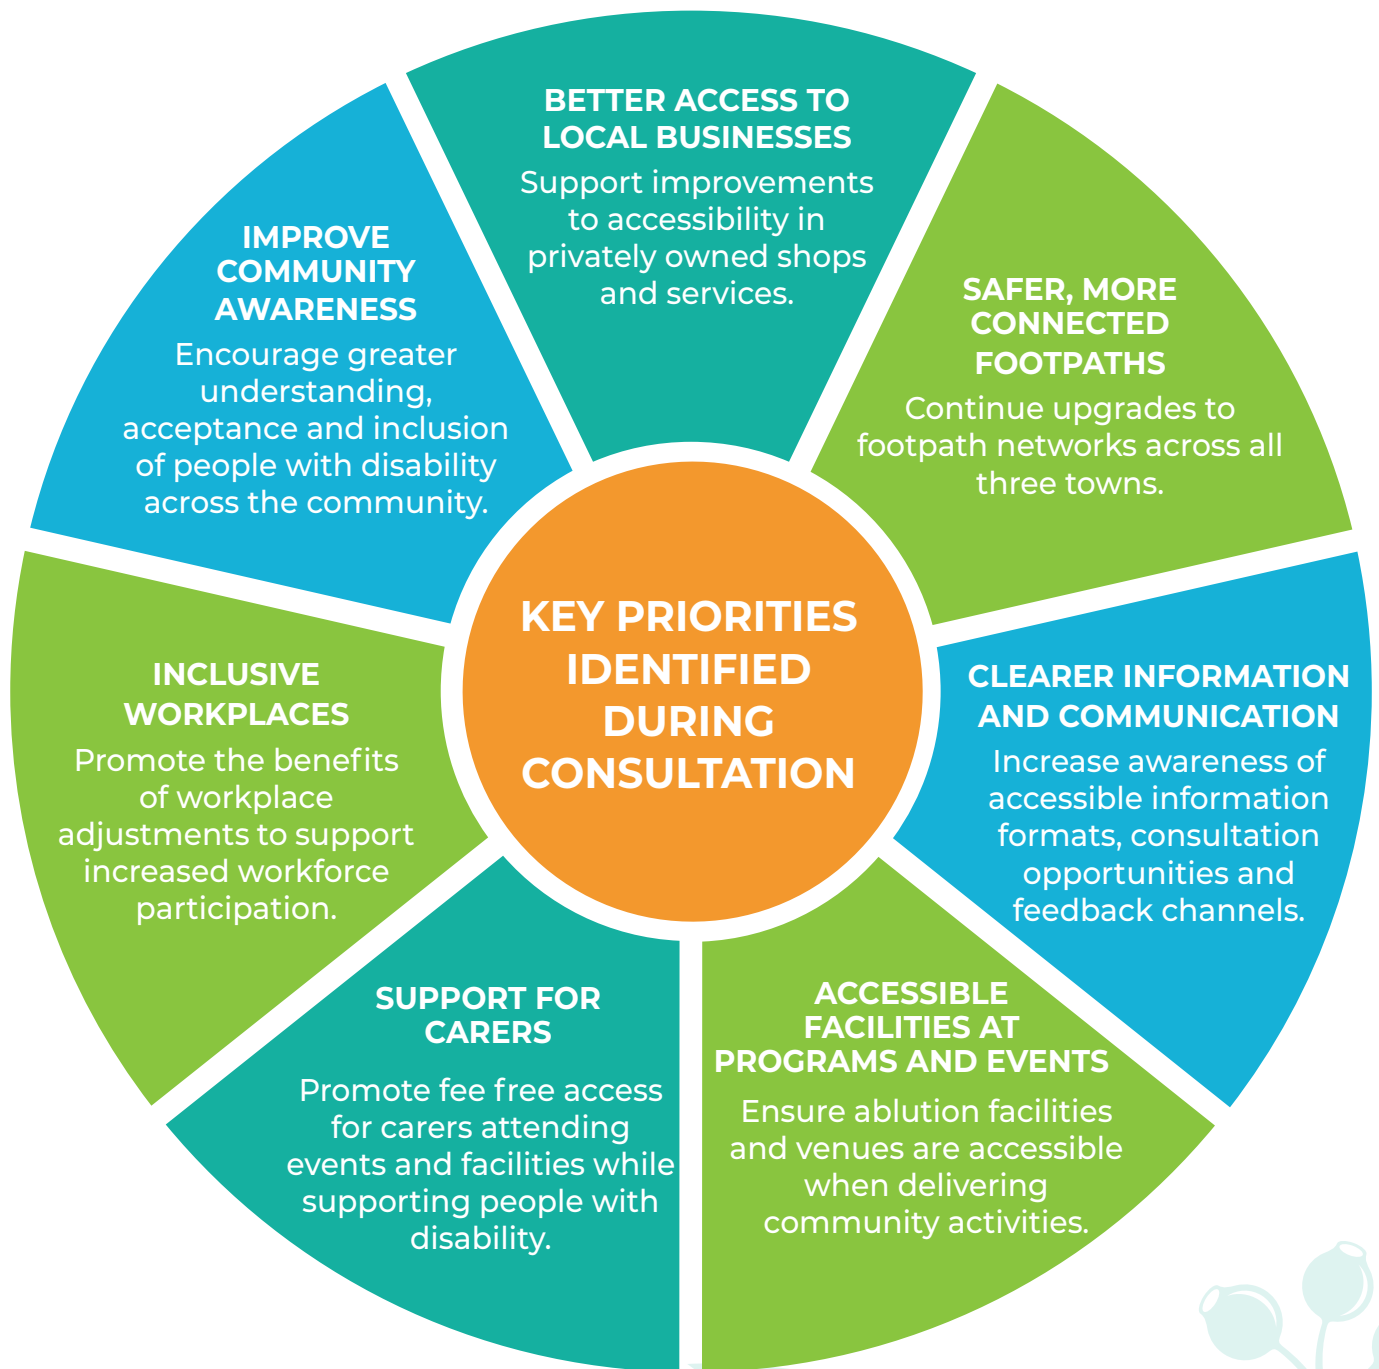 BETTER ACCESS TO
LOCAL BUSINESSES
Support improvements
to accessibility in
privately owned shops
and services.
SAFER, MORE
CONNECTED
FOOTPATHS
Continue upgrades to
footpath networks across all
three towns.
CLEARER INFORMATION
AND COMMUNICATION
Increase awareness of
accessible information
formats, consultation
opportunities and
feedback channels.
ACCESSIBLE
FACILITIES AT
PROGRAMS AND EVENTS
Ensure ablution facilities
and venues are accessible
when delivering
community activities.
SUPPORT FOR
CARERS
Promote fee free access
for carers attending
events and facilities while
supporting people with
disability.
INCLUSIVE
WORKPLACES
Promote the benefits
of workplace
adjustments to support
increased workforce
participation.
IMPROVE
COMMUNITY
AWARENESS
Encourage greater
understanding,
acceptance and inclusion
of people with disability
across the community.
KEY PRIORITIES
IDENTIFIED
DURING
CONSULTATION